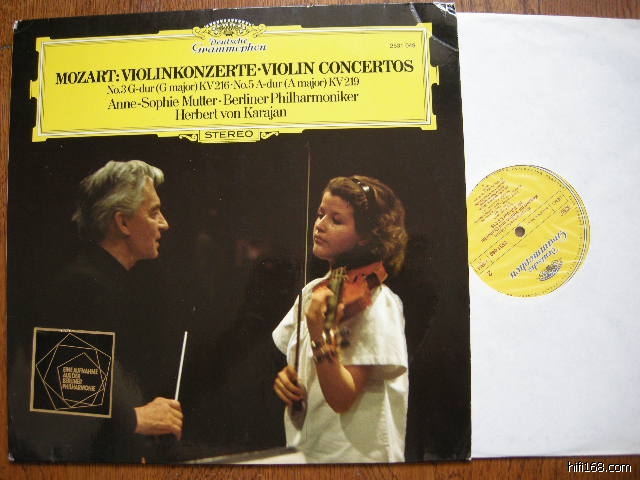 Deutsche
Grammophon
2531 049
MOZART: VIOLINKONZERTE · VIOLIN CONCERTOS
No.3 G-dur (G major) KV 216 · No.5 A-dur (A major) KV 219
Anne-Sophie Mutter · Berliner Philharmoniker
Herbert von Karajan
STEREO
EINE AUFNAHME
AUS DER
BERLINER
PHILHARMONIE
Deutsche
Grammophon
2
hifi168.com